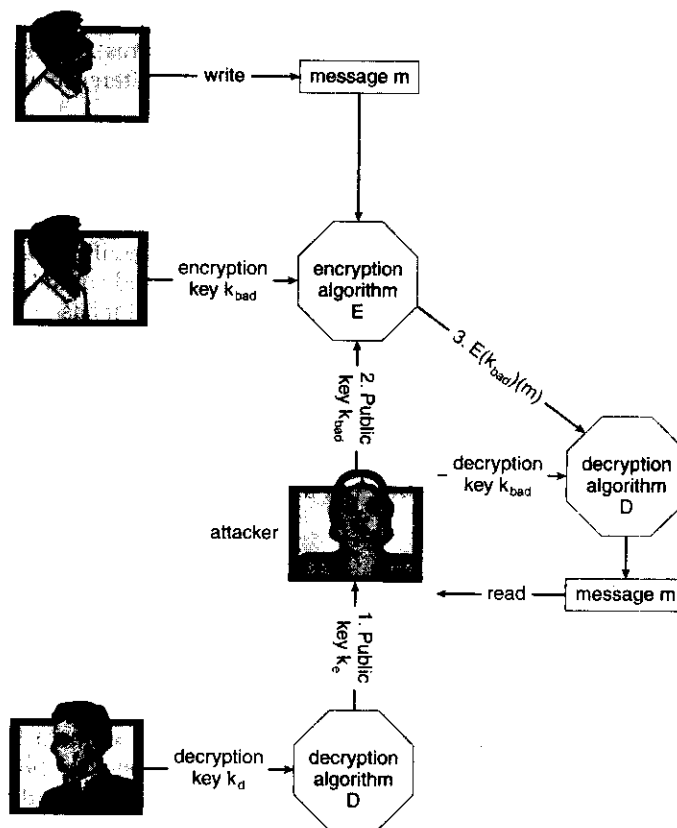 write
message m
encryption
key k_bad
encryption
algorithm
E
3. E(k_bad)(m)
2. Public
key k_bad
decryption
key k_bad
decryption
algorithm
D
attacker
read
message m
1. Public
key k_e
decryption
key k_d
decryption
algorithm
D